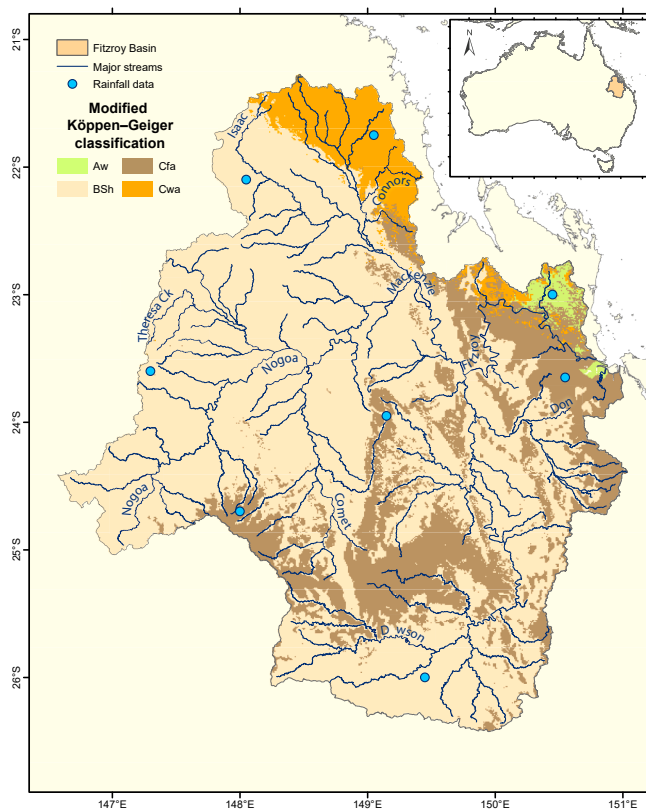 21°S
22°S
23°S
24°S
25°S
26°S
147°E
148°E
149°E
150°E
151°E
Fitzroy Basin
Major streams
Rainfall data
Modified
Köppen–Geiger
classification
Aw
Cfa
BSh
Cwa
N
Isaac
Connors
Mackenzie
Theresa Ck
Nogoa
Fitzroy
Don
Nogoa
Comet
D wson